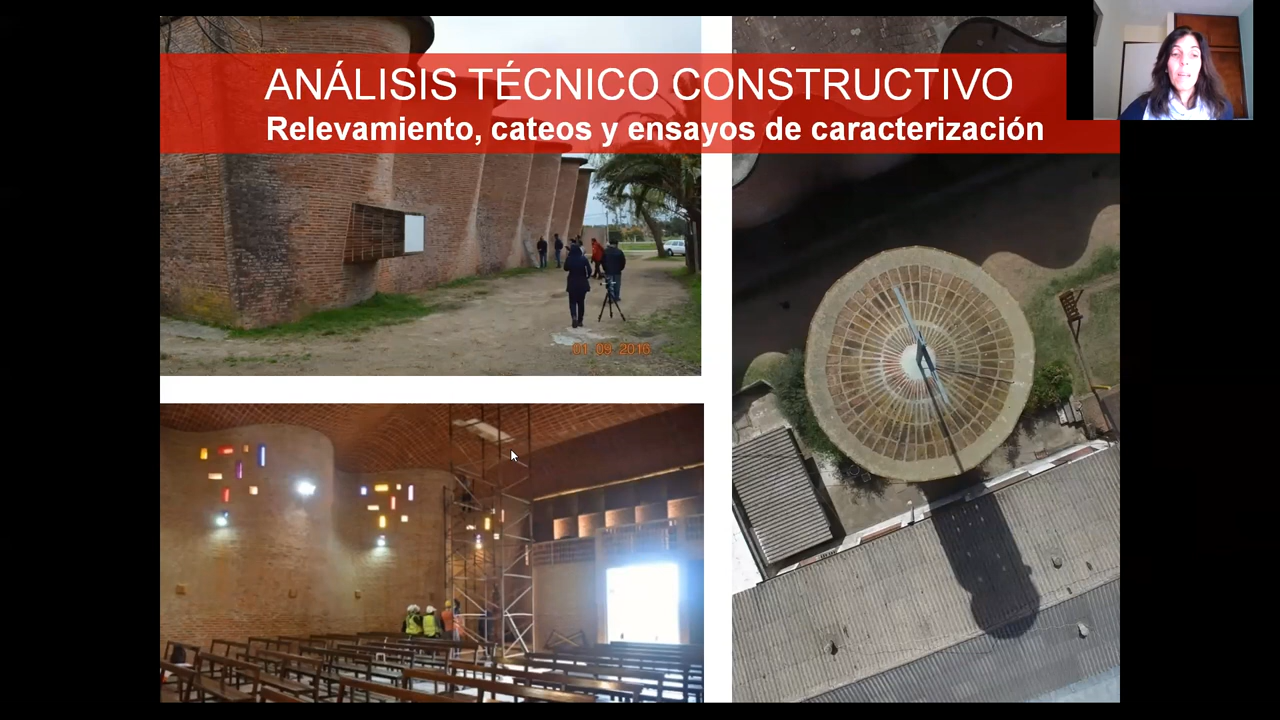 ANÁLISIS TÉCNICO CONSTRUCTIVO
Relevamiento, cateos y ensayos de caracterización
01 09 2016